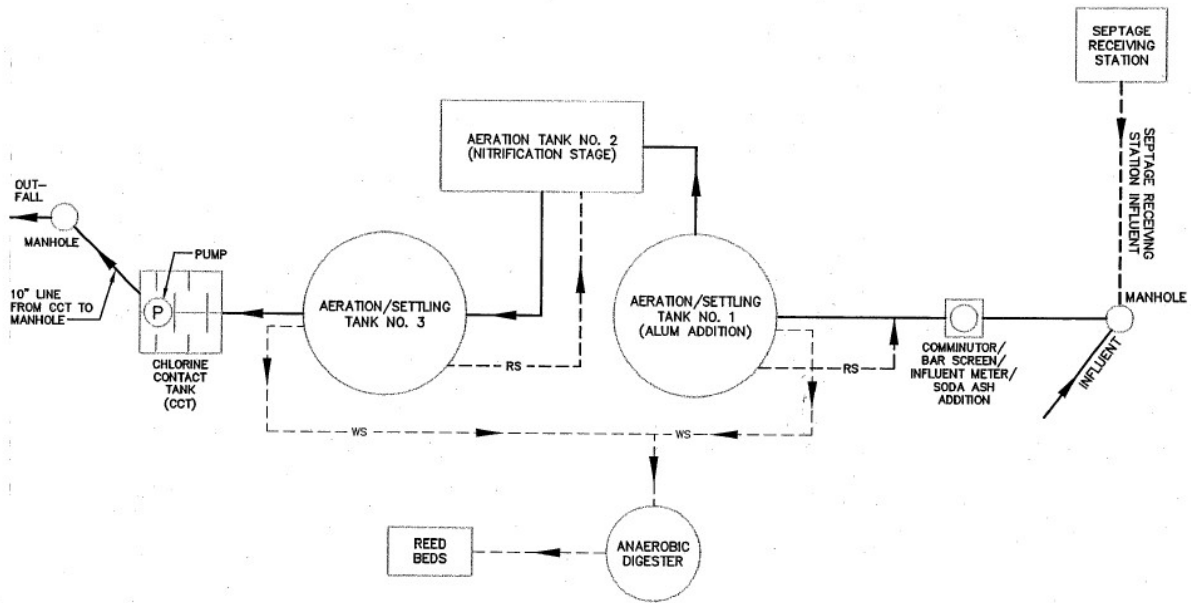 SEPTAGE
RECEIVING
STATION
SEPTAGE RECEIVING
STATION INFLUENT
AERATION TANK NO. 2
(NITRIFICATION STAGE)
OUT-
FALL
MANHOLE
PUMP
10" LINE
FROM CCT TO
MANHOLE
P
CHLORINE
CONTACT
TANK
(CCT)
AERATION/SETTLING
TANK NO. 3
RS
AERATION/SETTLING
TANK NO. 1
(ALUM ADDITION)
RS
COMMINUTOR/
BAR SCREEN/
INFLUENT METER/
SODA ASH
ADDITION
MANHOLE
INFLUENT
WS
WS
REED
BEDS
ANAEROBIC
DIGESTER